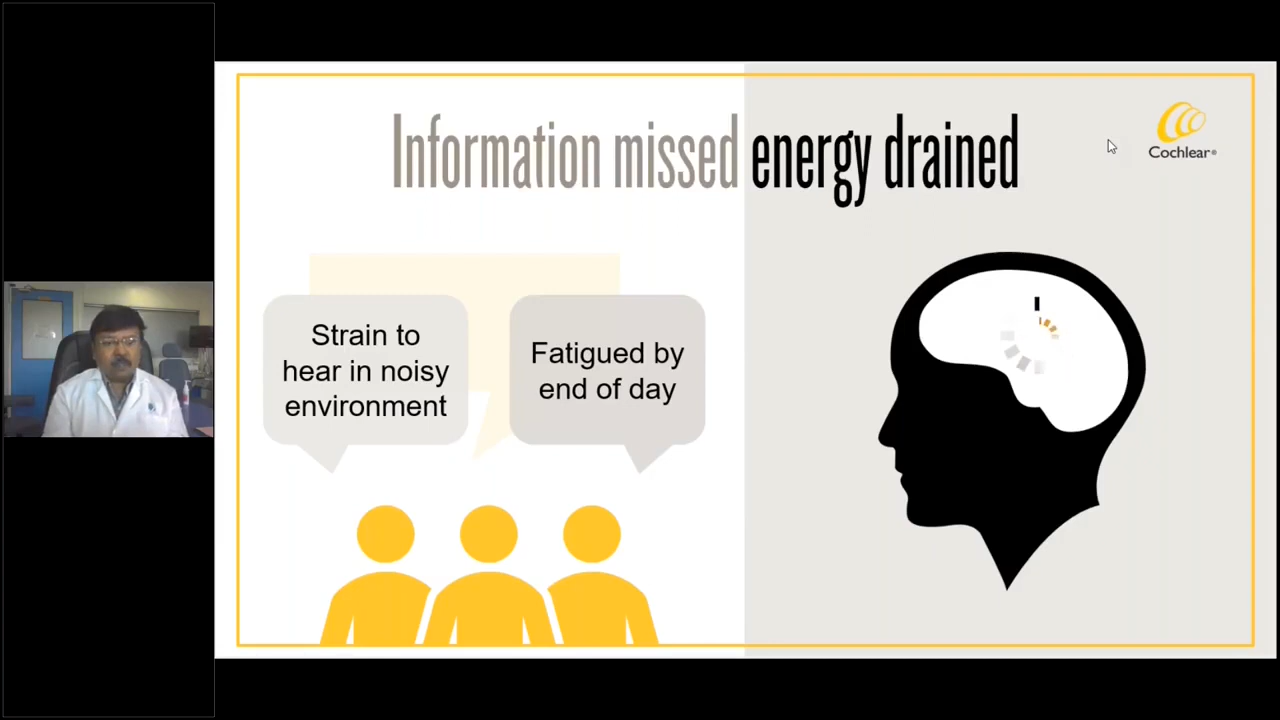 Information missed energy drained
Cochlear®
Strain to
hear in noisy
environment
Fatigued by
end of day